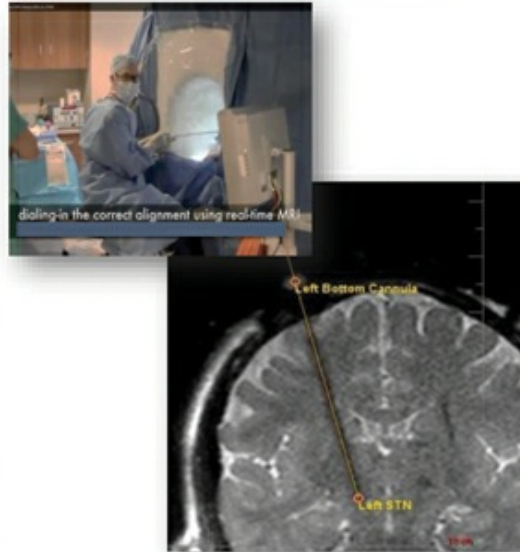 dialing-in the correct alignment using real-time MRI
Left Bottom Cannula
Left STN